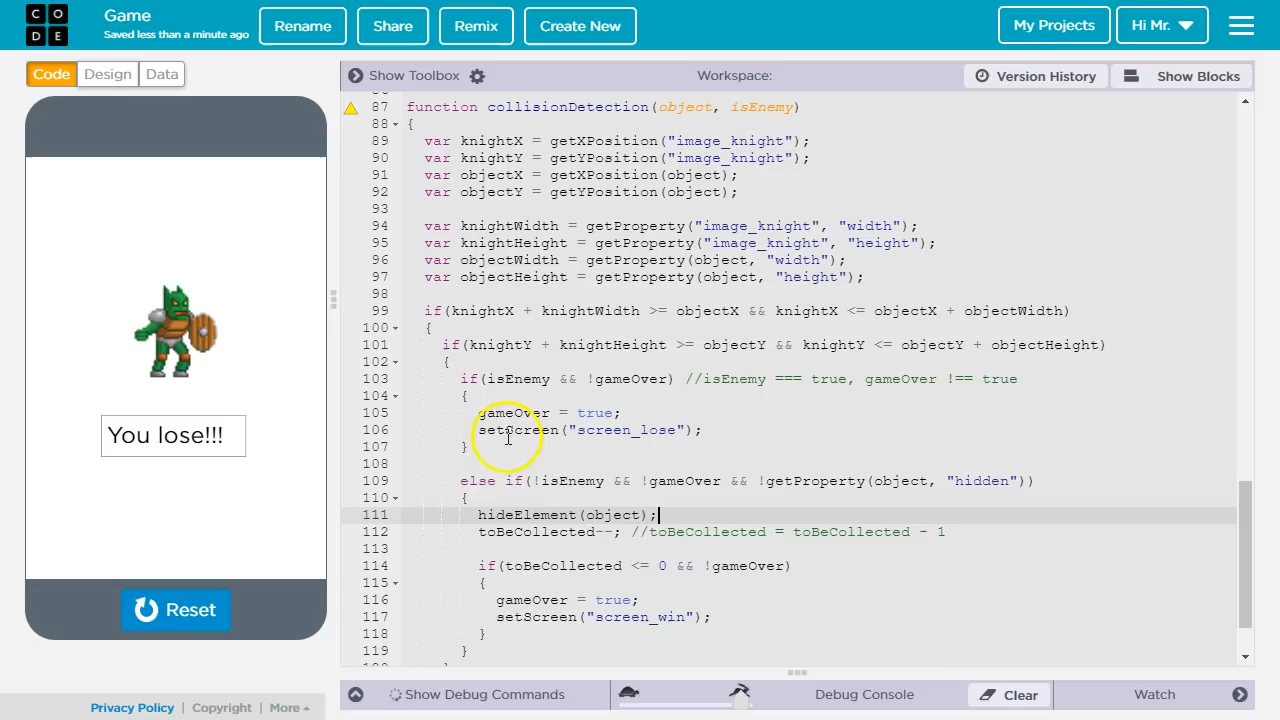 CO
DE
Game
Saved less than a minute ago
Rename
Share
Remix
Create New
My Projects
Hi Mr.
Code
Design
Data
Show Toolbox
Workspace:
Version History
Show Blocks
87 function collisionDetection(object, isEnemy)
88 {
89 var knightX = getXPosition("image_knight");
90 var knightY = getYPosition("image_knight");
91 var objectX = getXPosition(object);
92 var objectY = getYPosition(object);
93
94 var knightWidth = getProperty("image_knight", "width");
95 var knightHeight = getProperty("image_knight", "height");
96 var objectWidth = getProperty(object, "width");
97 var objectHeight = getProperty(object, "height");
98
99 if(knightX + knightWidth >= objectX && knightX <= objectX + objectWidth)
100 {
101 if(knightY + knightHeight >= objectY && knightY <= objectY + objectHeight)
102 {
103 if(isEnemy && !gameOver) //isEnemy === true, gameOver !== true
104 {
105 gameOver = true;
106 setScreen("screen_lose");
107 }
108
109 else if(!isEnemy && !gameOver && !getProperty(object, "hidden"))
110 {
111 hideElement(object);
112 toBeCollected--; //toBeCollected = toBeCollected - 1
113
114 if(toBeCollected <= 0 && !gameOver)
115 {
116 gameOver = true;
117 setScreen("screen_win");
118 }
119 }
You lose!!!
Reset
Show Debug Commands
Debug Console
Clear
Watch
Privacy Policy | Copyright | More